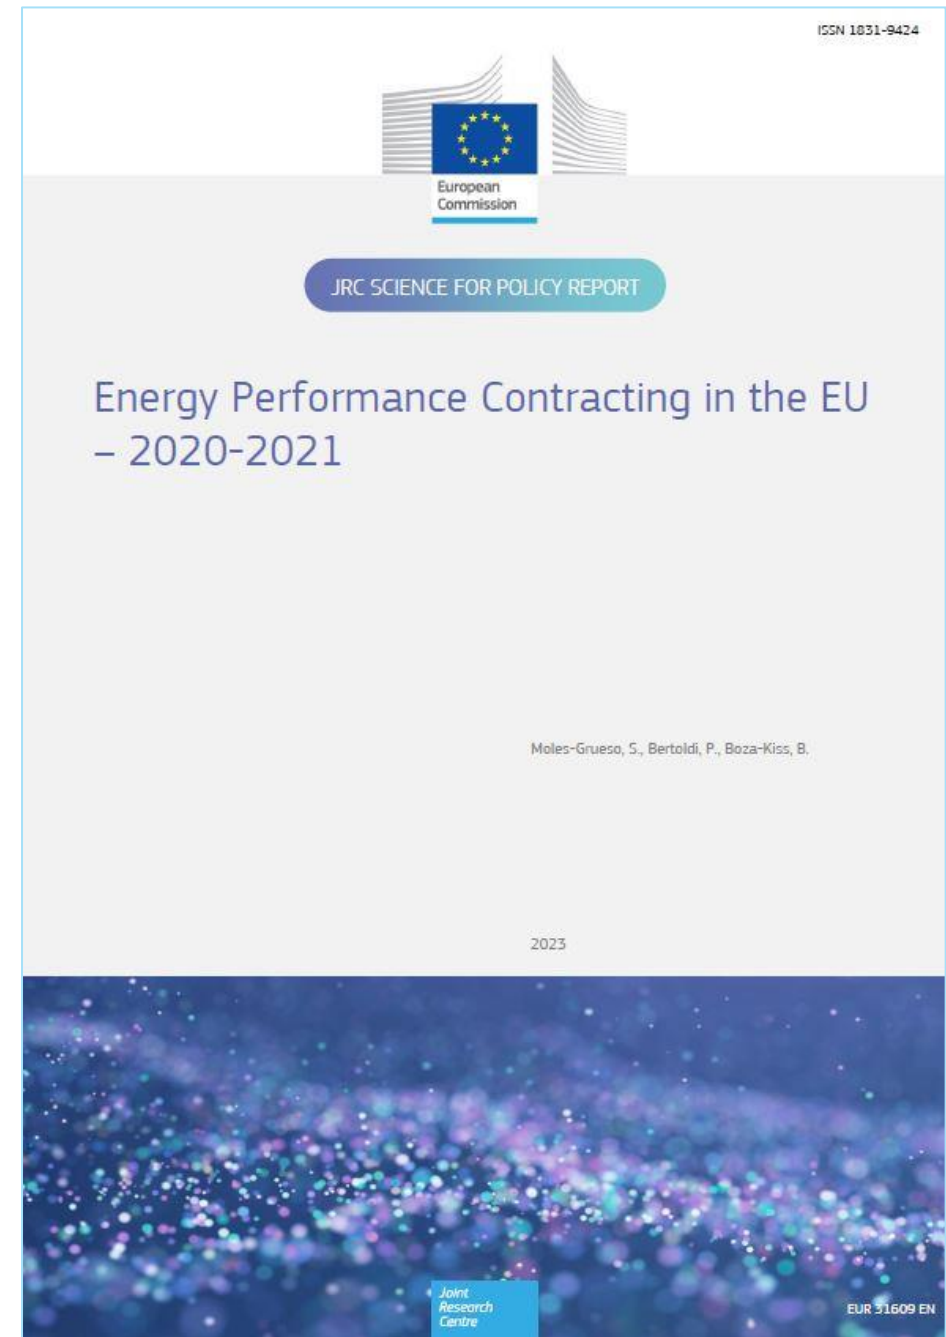 ISSN 1831-9424
European
Commission
JRC SCIENCE FOR POLICY REPORT
Energy Performance Contracting in the EU
– 2020-2021
Moles-Grueso, S., Bertoldi, P., Boza-Kiss, B.
2023
Joint
Research
Centre
EUR 31609 EN